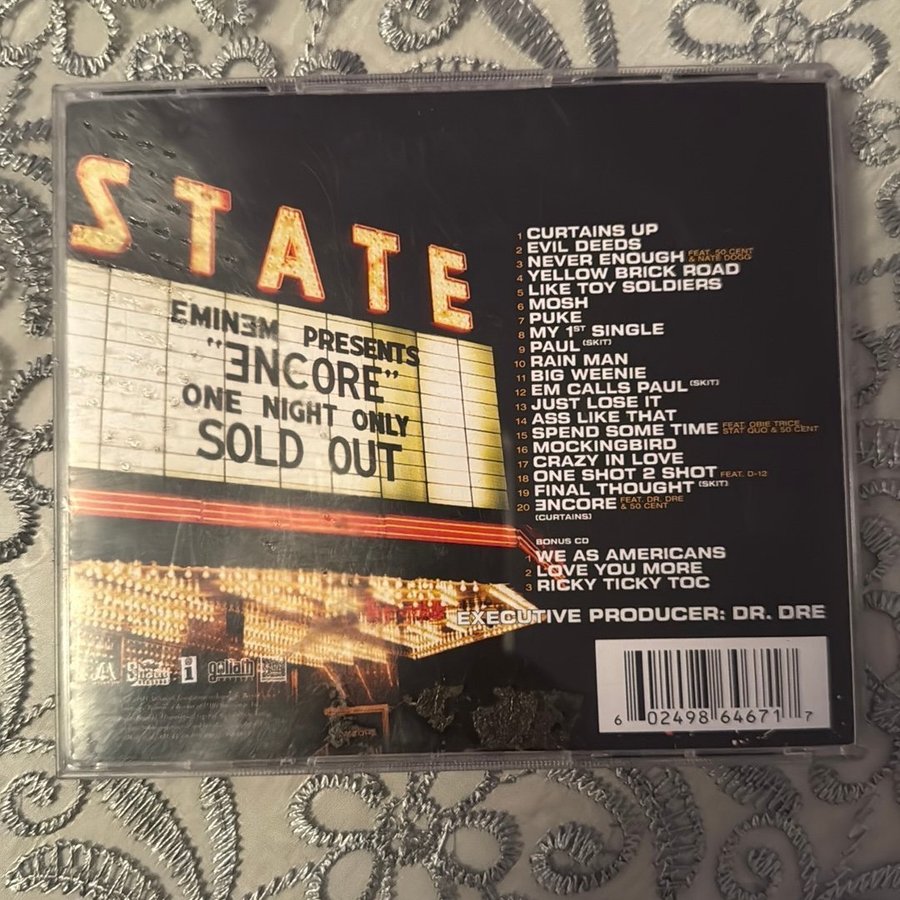 STATE
EMINƎM PRESENTS
"ƎNCORE"
ONE NIGHT ONLY
SOLD OUT
1 CURTAINS UP
2 EVIL DEEDS
3 NEVER ENOUGH FEAT. 50 CENT & NATE DOGG
4 YELLOW BRICK ROAD
5 LIKE TOY SOLDIERS
6 MOSH
7 PUKE
8 MY 1ST SINGLE
9 PAUL (SKIT)
10 RAIN MAN
11 BIG WEENIE
12 EM CALLS PAUL (SKIT)
13 JUST LOSE IT
14 ASS LIKE THAT
15 SPEND SOME TIME FEAT. OBIE TRICE, STAT QUO & 50 CENT
16 MOCKINGBIRD
17 CRAZY IN LOVE
18 ONE SHOT 2 SHOT FEAT. D-12
19 FINAL THOUGHT (SKIT)
20 ƎNCORE FEAT. DR. DRE & 50 CENT
(CURTAINS)
BONUS CD
1 WE AS AMERICANS
2 LOVE YOU MORE
3 RICKY TICKY TOC
EXECUTIVE PRODUCER: DR. DRE
Shady
goliath
6 02498 64671 7